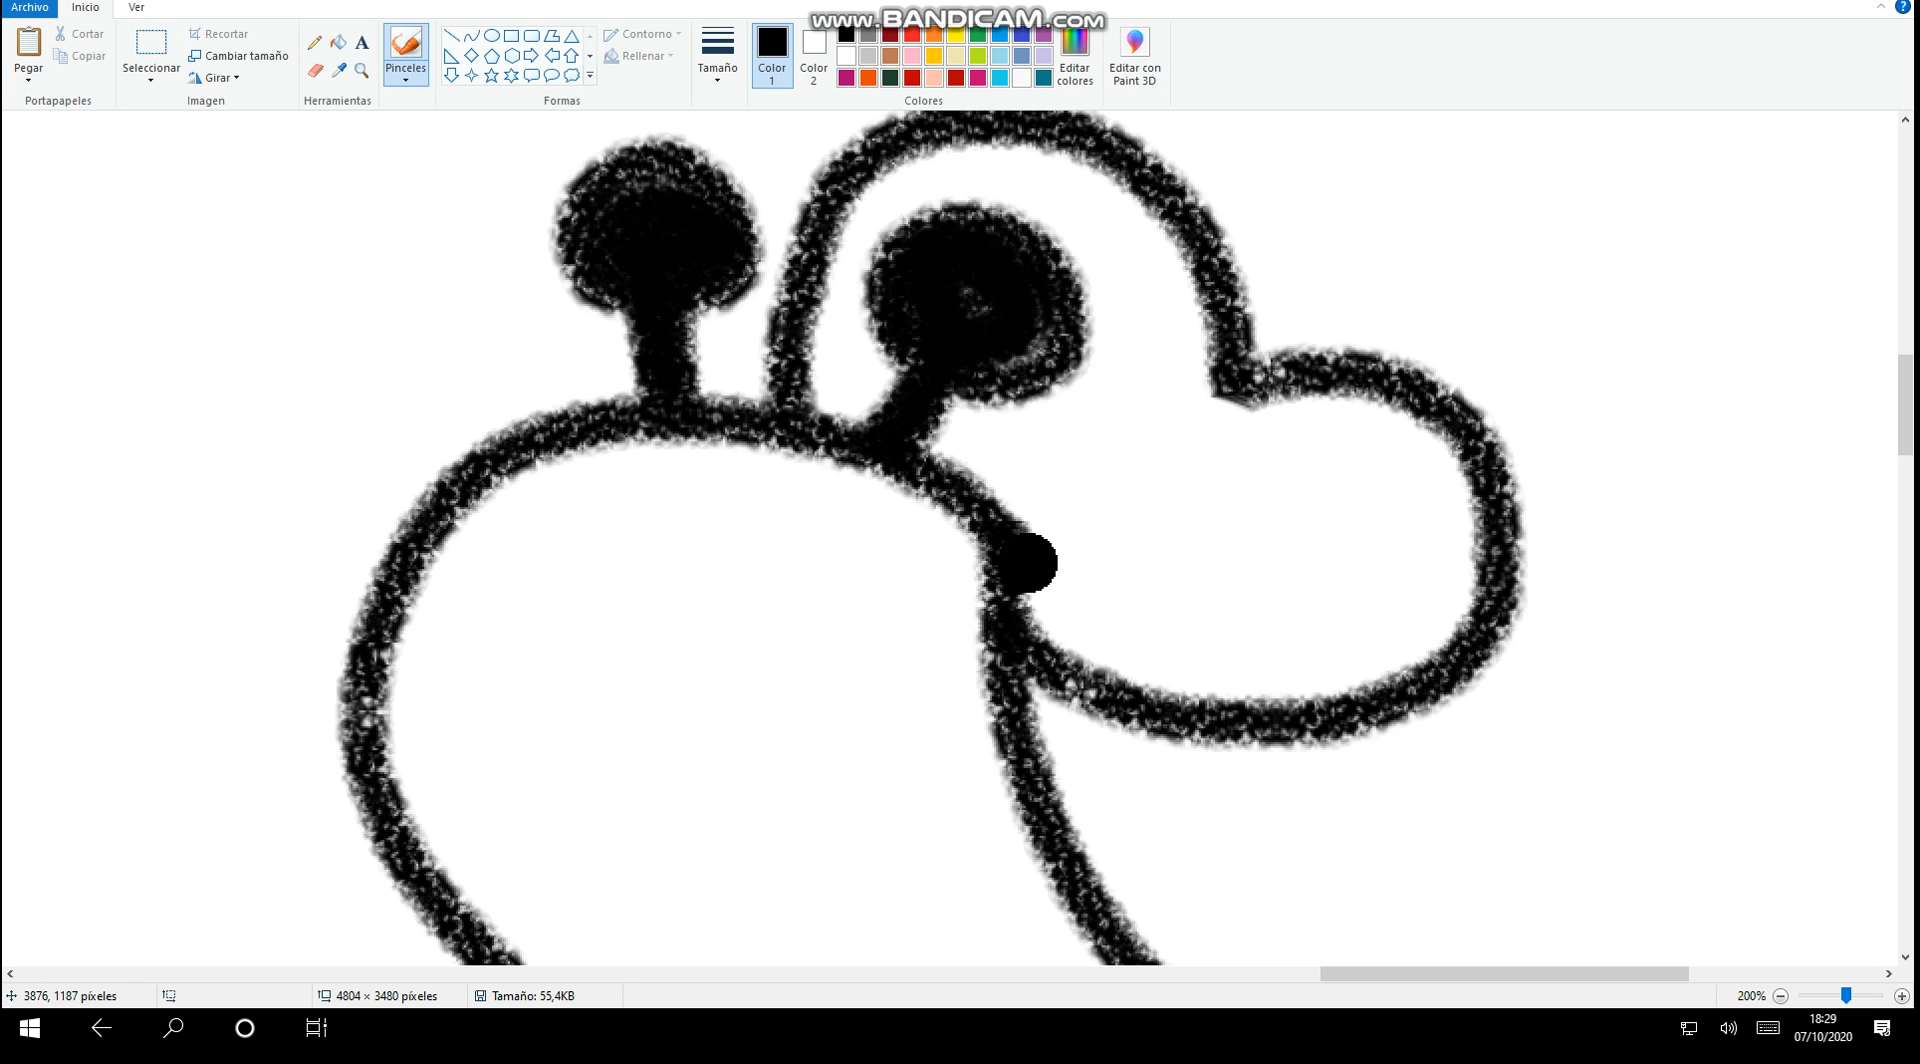 www.BANDICAM.com
Archivo Inicio Ver
Pegar
Cortar
Copiar
Portapapeles
Seleccionar
Recortar
Cambiar tamaño
Girar
Imagen
A
Herramientas
Pinceles
Contorno
Rellenar
Formas
Tamaño
Color 1
Color 2
Editar colores
Colores
Editar con Paint 3D
3876, 1187 píxeles
4804 × 3480 píxeles
Tamaño: 55,4KB
200%
18:29
07/10/2020